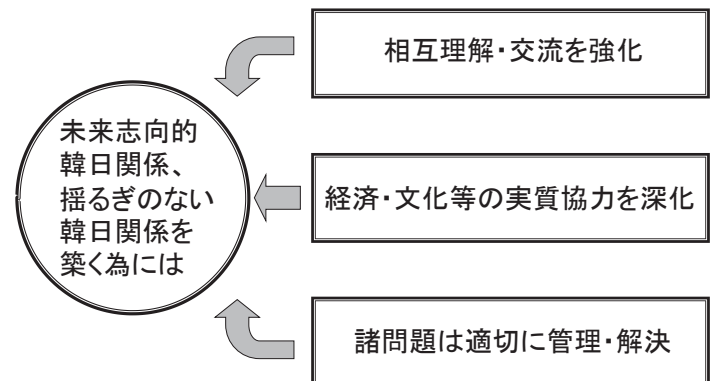 相互理解・交流を強化
未来志向的
韓日関係、
揺るぎのない
韓日関係を
築く為には
経済・文化等の実質協力を深化
諸問題は適切に管理・解決